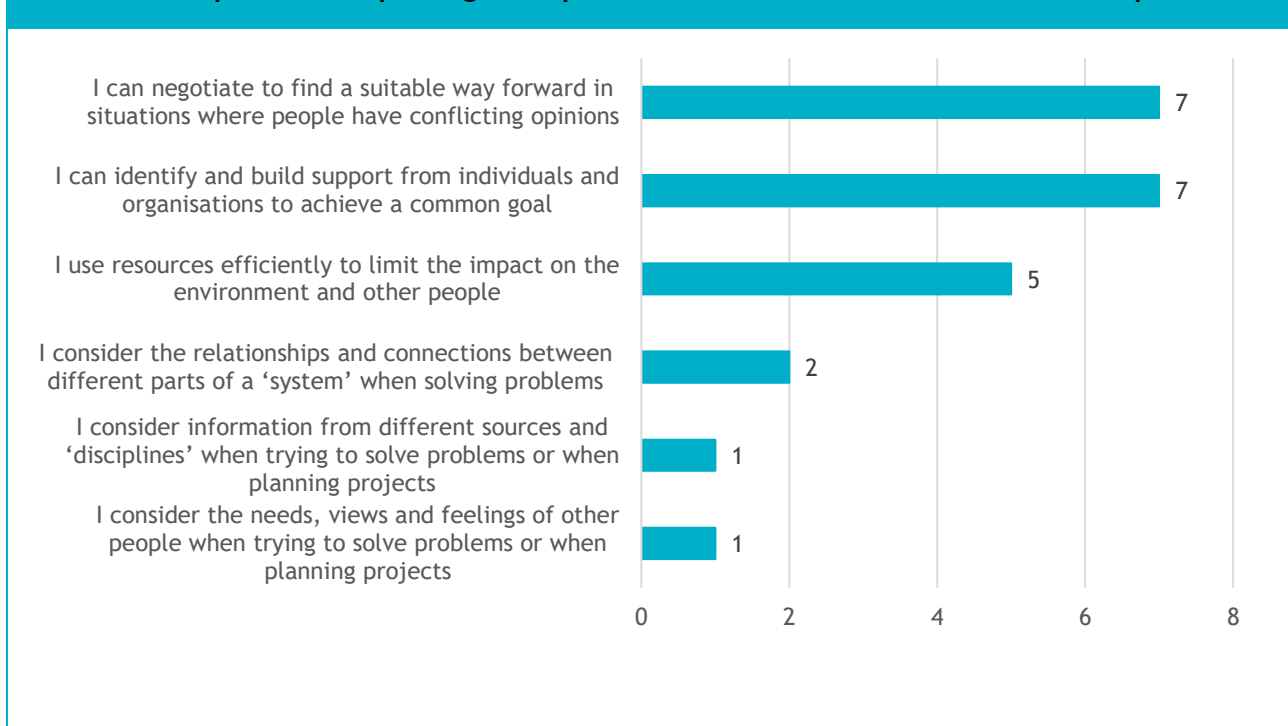 I can negotiate to find a suitable way forward in
situations where people have conflicting opinions
7
I can identify and build support from individuals and
organisations to achieve a common goal
7
I use resources efficiently to limit the impact on the
environment and other people
5
I consider the relationships and connections between
different parts of a ‘system’ when solving problems
2
I consider information from different sources and
‘disciplines’ when trying to solve problems or when
planning projects
1
I consider the needs, views and feelings of other
people when trying to solve problems or when
planning projects
1
0 2 4 6 8